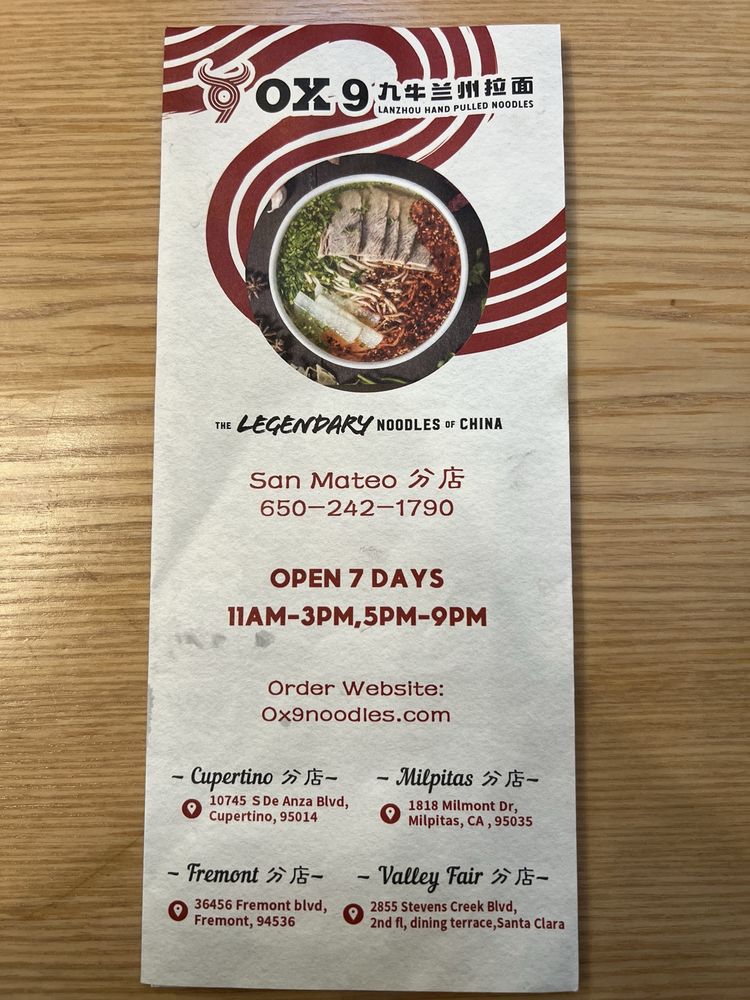 OX 9 九牛兰州拉面
LANZHOU HAND PULLED NOODLES
THE LEGENDARY NOODLES OF CHINA
San Mateo 分店
650-242-1790
OPEN 7 DAYS
11AM-3PM,5PM-9PM
Order Website:
Ox9noodles.com
~ Cupertino 分店~
10745 S De Anza Blvd,
Cupertino, 95014
~ Milpitas 分店~
1818 Milmont Dr,
Milpitas, CA , 95035
~ Fremont 分店~
36456 Fremont blvd,
Fremont, 94536
~ Valley Fair 分店~
2855 Stevens Creek Blvd,
2nd fl, dining terrace,Santa Clara